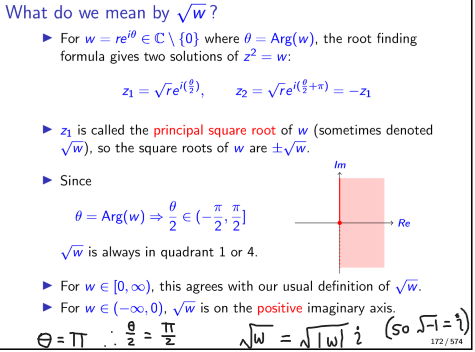 What do we mean by √w ?
▶ For w = re^{iθ} ∈ ℂ \ {0} where θ = Arg(w), the root finding
formula gives two solutions of z² = w:
z₁ = √r e^{i(θ/2)},   z₂ = √r e^{i(θ/2+π)} = −z₁
▶ z₁ is called the principal square root of w (sometimes denoted
√w), so the square roots of w are ±√w.
Im
▶ Since
θ = Arg(w) ⇒ θ/2 ∈ (−π/2, π/2]
Re
√w is always in quadrant 1 or 4.
▶ For w ∈ [0, ∞), this agrees with our usual definition of √w.
▶ For w ∈ (−∞, 0), √w is on the positive imaginary axis.
θ = π ∴ θ/2 = π/2   √w = √|w| i   (so √-1 = i)
172 / 574